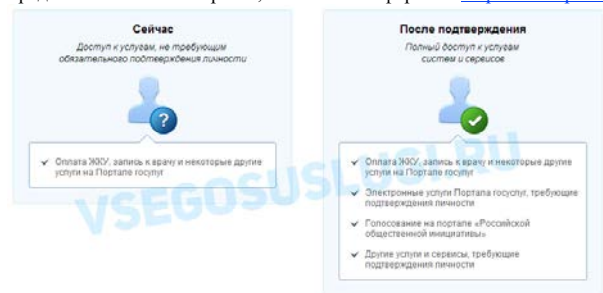 Сейчас
Доступ к услугам, не требующим
обязательного подтверждения личности
?
Оплата ЖКУ, запись к врачу и некоторые другие
услуги на Портале госуслуг
После подтверждения
Полный доступ к услугам
систем и сервисов
Оплата ЖКУ, запись к врачу и некоторые другие
услуги на Портале госуслуг
Электронные услуги Портала госуслуг, требующие
подтверждения личности
Голосование на портале «Российской
общественной инициативы»
Другие услуги и сервисы, требующие
подтверждения личности
VSEGOSUSLUGI.RU